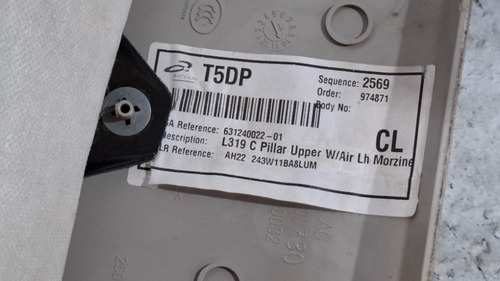 T5DP
Sequence: 2569
Order: 974871
Body No:
A Reference: 631240022-01
CL
Description: L319 C Pillar Upper W/Air Lh Morzine
LR Reference: AH22 243W11BA8LUM